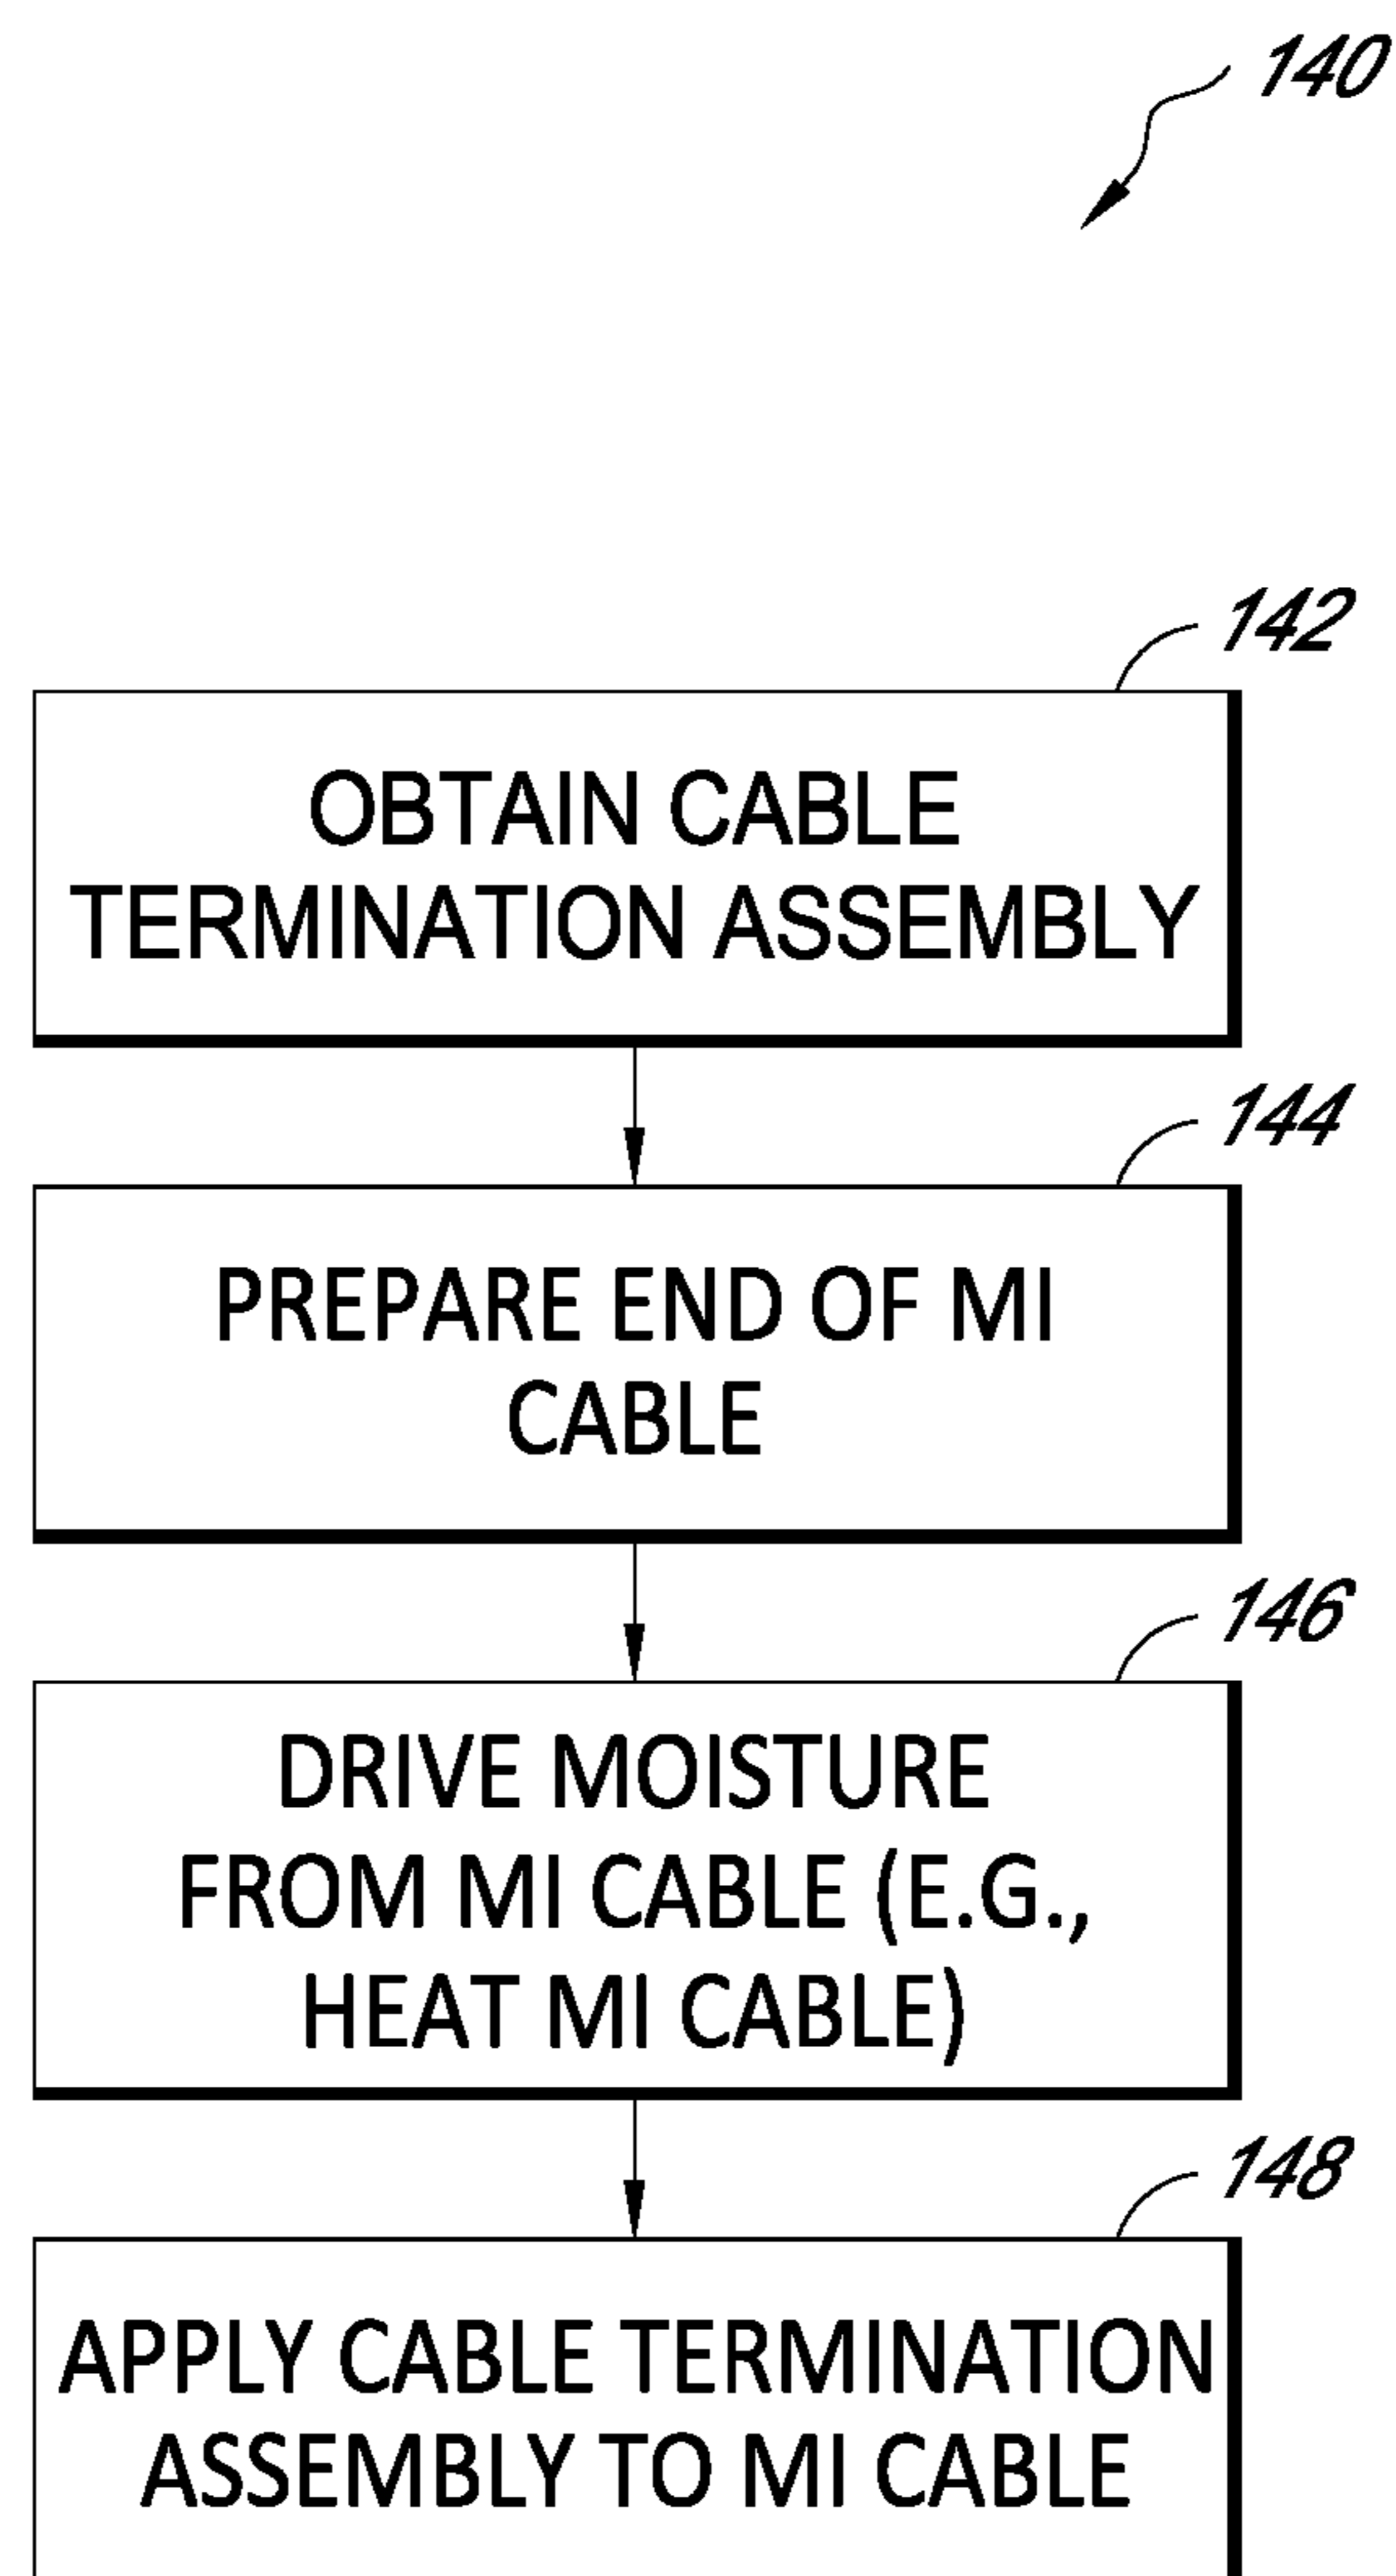 140
142
OBTAIN CABLE
TERMINATION ASSEMBLY
144
PREPARE END OF MI
CABLE
146
DRIVE MOISTURE
FROM MI CABLE (E.G.,
HEAT MI CABLE)
148
APPLY CABLE TERMINATION
ASSEMBLY TO MI CABLE